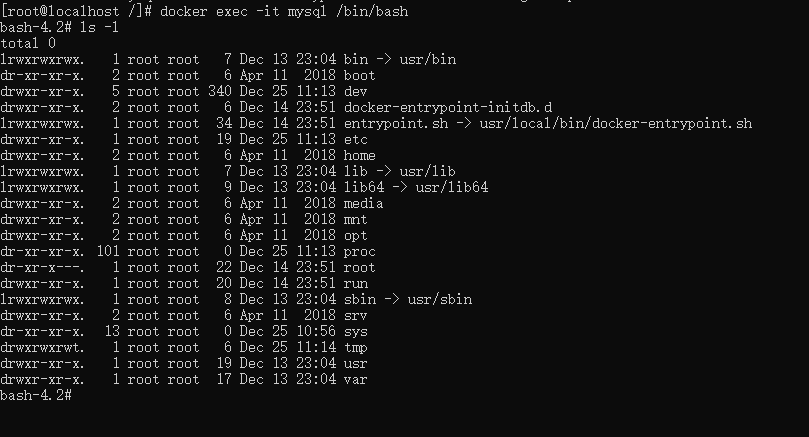 [root@localhost /]# docker exec -it mysql /bin/bash
bash-4.2# ls -l
total 0
lrwxrwxrwx.   1 root root   7 Dec 13 23:04 bin -> usr/bin
dr-xr-xr-x.   2 root root   6 Apr 11  2018 boot
drwxr-xr-x.   5 root root 340 Dec 25 11:13 dev
drwxr-xr-x.   2 root root   6 Dec 14 23:51 docker-entrypoint-initdb.d
lrwxrwxrwx.   1 root root  34 Dec 14 23:51 entrypoint.sh -> usr/local/bin/docker-entrypoint.sh
drwxr-xr-x.   1 root root  19 Dec 25 11:13 etc
drwxr-xr-x.   2 root root   6 Apr 11  2018 home
lrwxrwxrwx.   1 root root   7 Dec 13 23:04 lib -> usr/lib
lrwxrwxrwx.   1 root root   9 Dec 13 23:04 lib64 -> usr/lib64
drwxr-xr-x.   2 root root   6 Apr 11  2018 media
drwxr-xr-x.   2 root root   6 Apr 11  2018 mnt
drwxr-xr-x.   2 root root   6 Apr 11  2018 opt
dr-xr-xr-x. 101 root root   0 Dec 25 11:13 proc
dr-xr-x---.   1 root root  22 Dec 14 23:51 root
drwxr-xr-x.   1 root root  20 Dec 14 23:51 run
lrwxrwxrwx.   1 root root   8 Dec 13 23:04 sbin -> usr/sbin
drwxr-xr-x.   2 root root   6 Apr 11  2018 srv
dr-xr-xr-x.  13 root root   0 Dec 25 10:56 sys
drwxrwxrwt.   1 root root   6 Dec 25 11:14 tmp
drwxr-xr-x.   1 root root  19 Dec 13 23:04 usr
drwxr-xr-x.   1 root root  17 Dec 13 23:04 var
bash-4.2#